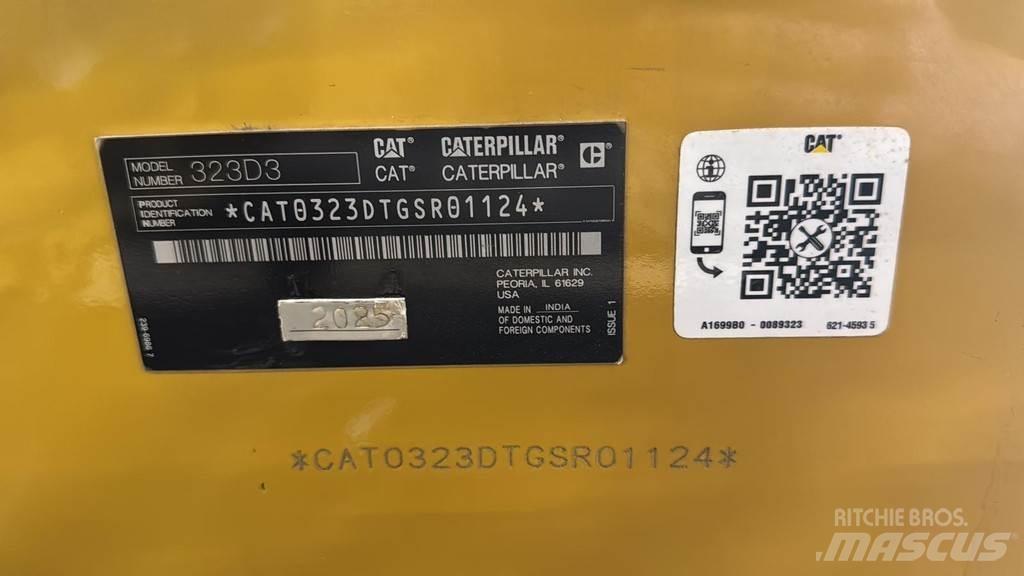 MODEL NUMBER 323D3
CAT® CATERPILLAR®
CAT® CATERPILLAR®
PRODUCT IDENTIFICATION NUMBER *CAT0323DTGSR01124*
CATERPILLAR INC.
PEORIA, IL 61629
USA
MADE IN INDIA
OF DOMESTIC AND
FOREIGN COMPONENTS
ISSUE 1
2025
CAT®
A1699B0 - 0089323
621-4593 5
*CAT0323DTGSR01124*
RITCHIE BROS.
MASCUS